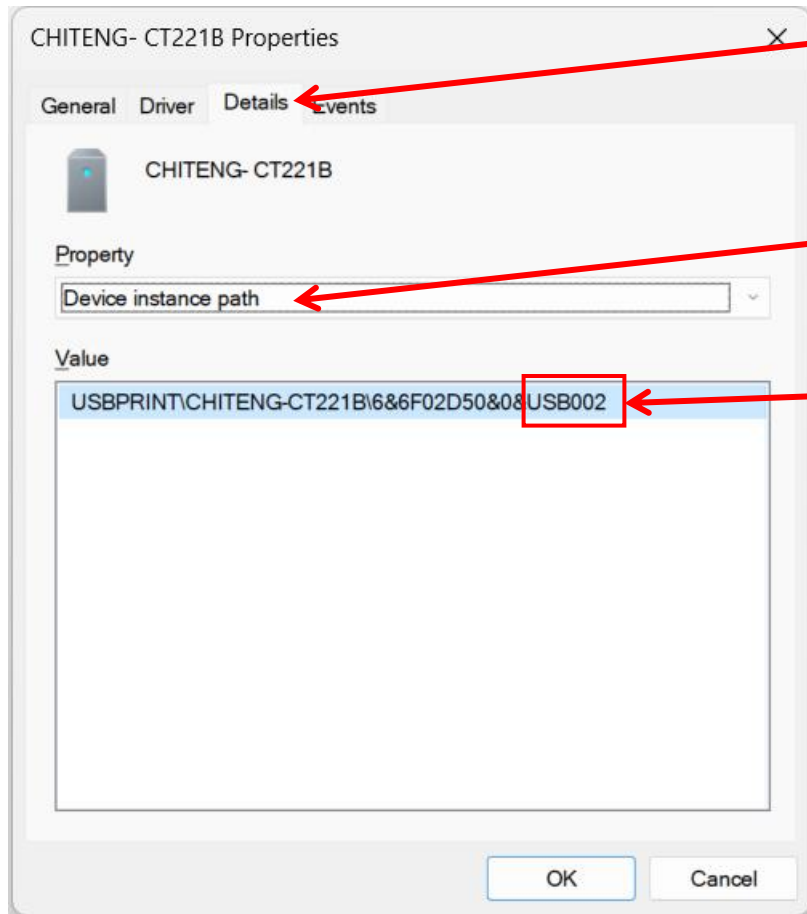 CHITENG- CT221B Properties
General Driver Details Events
CHITENG- CT221B
Property
Device instance path
Value
USBPRINT\CHITENG-CT221B\6&6F02D50&0&USB002
OK Cancel